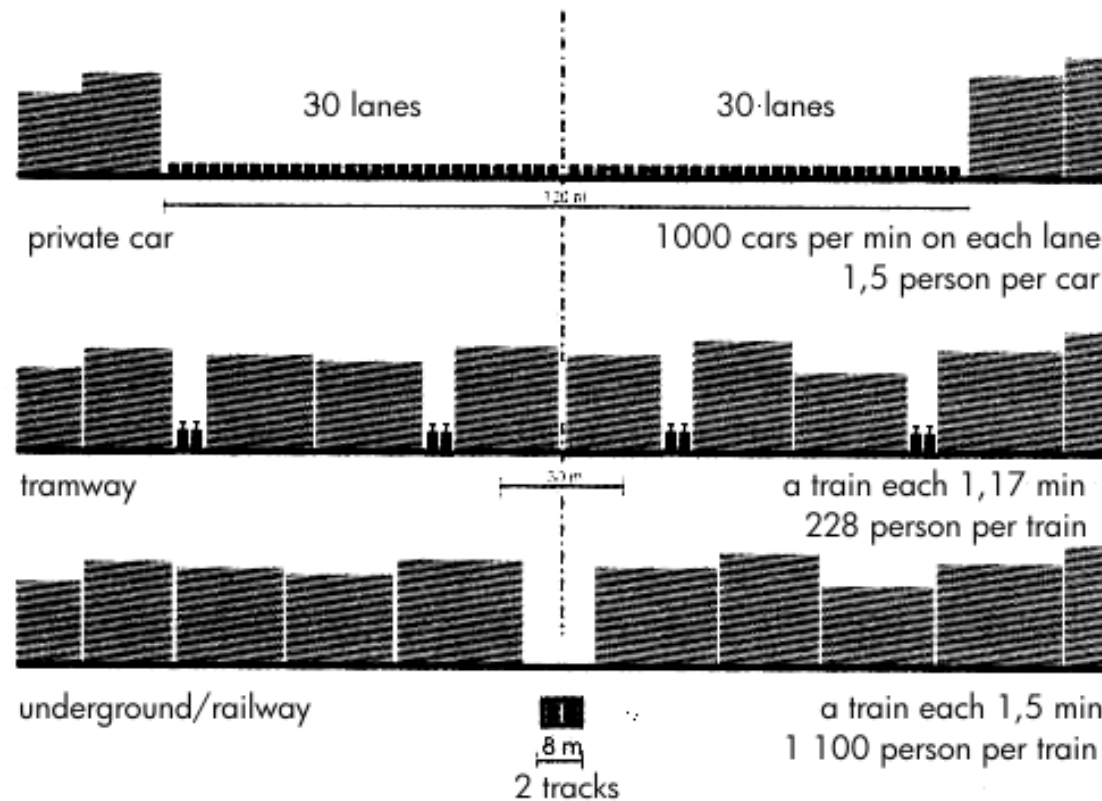 30 lanes
30 lanes
private car
1000 cars per min on each lane
1,5 person per car
tramway
a train each 1,17 min
228 person per train
underground/railway
a train each 1,5 min
1 100 person per train
8 m
2 tracks